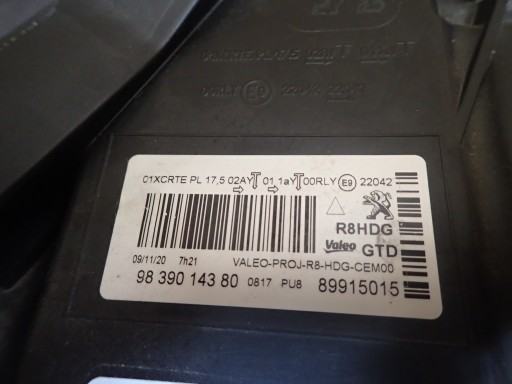 01XCRTE PL 17,5 02AY 01 1aY 00RLY E9 22042
R8HDG
Valeo GTD
09/11/20 7h21 VALEO-PROJ-R8-HDG-CEM00
98 390 143 80 0817 PU8 89915015